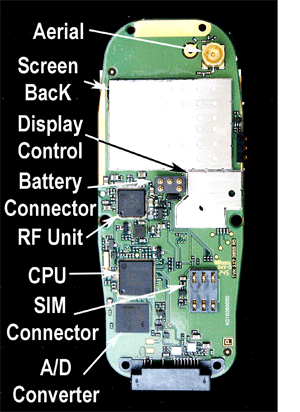 Aerial
Screen
BacK
Display
Control
Battery
Connector
RF Unit
CPU
SIM
Connector
A/D
Converter